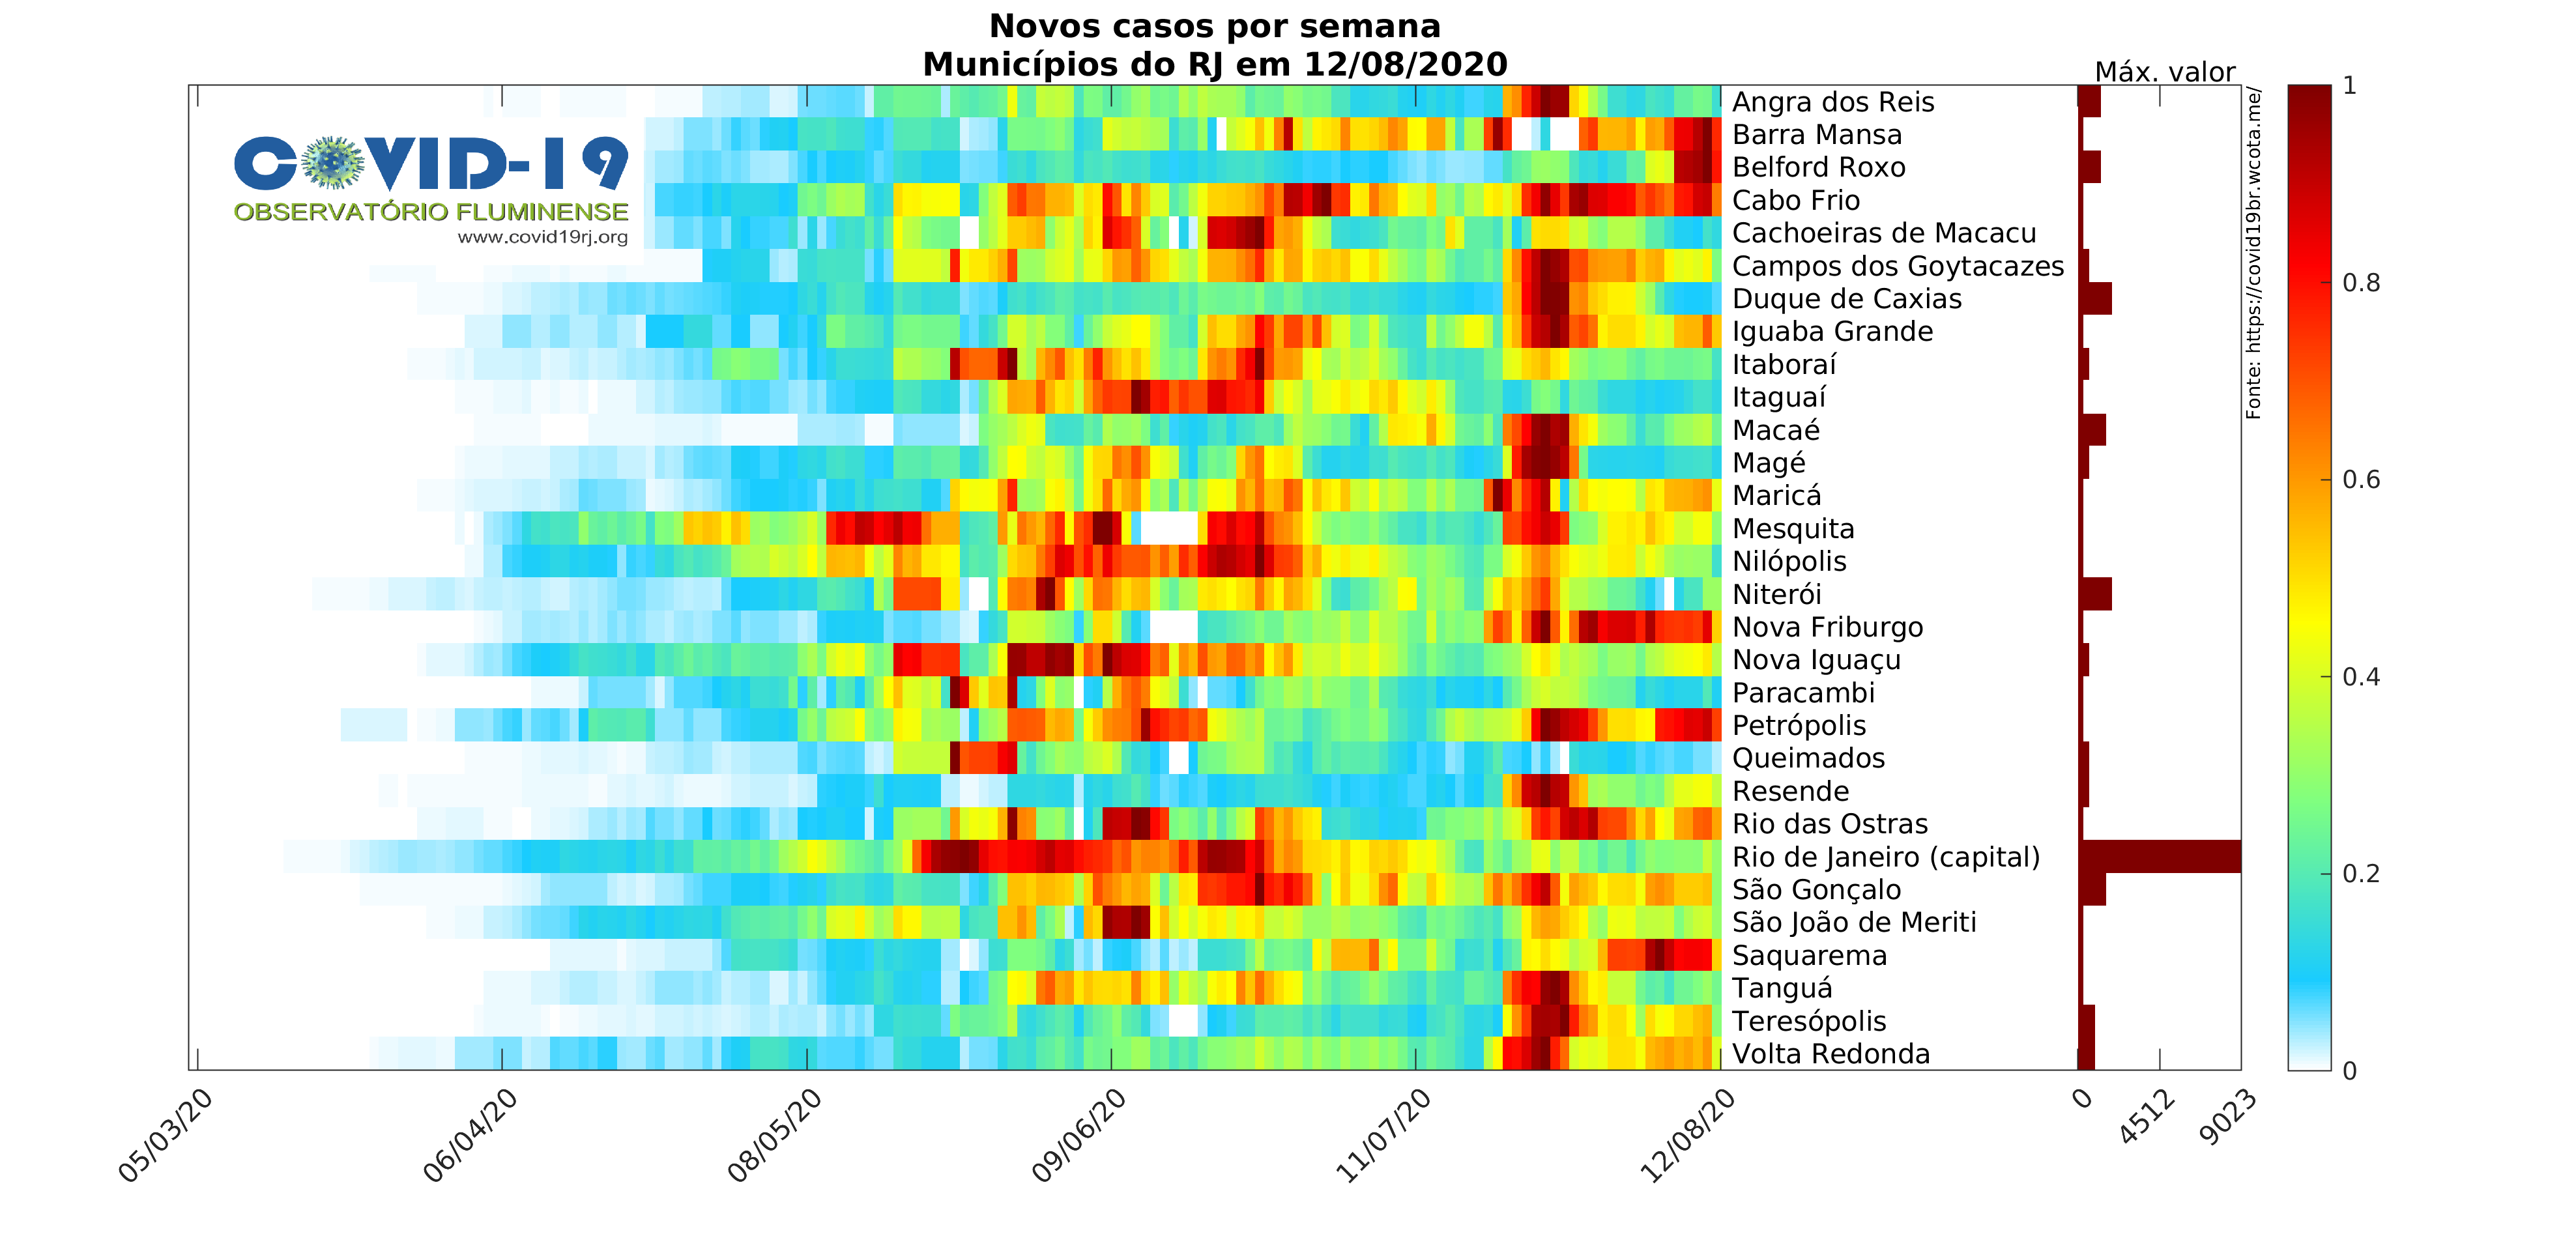 Novos casos por semana
Municípios do RJ em 12/08/2020
Máx. valor
COVID-19
OBSERVATÓRIO FLUMINENSE
www.covid19rj.org
Angra dos Reis
Barra Mansa
Belford Roxo
Cabo Frio
Cachoeiras de Macacu
Campos dos Goytacazes
Duque de Caxias
Iguaba Grande
Itaboraí
Itaguaí
Macaé
Magé
Maricá
Mesquita
Nilópolis
Niterói
Nova Friburgo
Nova Iguaçu
Paracambi
Petrópolis
Queimados
Resende
Rio das Ostras
Rio de Janeiro (capital)
São Gonçalo
São João de Meriti
Saquarema
Tanguá
Teresópolis
Volta Redonda
Fonte: https://covid19br.wcota.me/
1
0.8
0.6
0.4
0.2
0
05/03/20
06/04/20
08/05/20
09/06/20
11/07/20
12/08/20
0
4512
9023